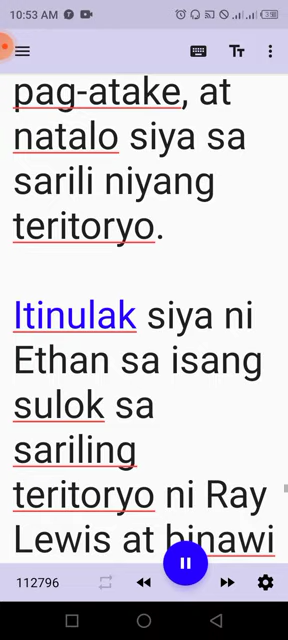 10:53 AM
pag-atake, at
natalo siya sa
sarili niyang
teritoryo.
Itinulak siya ni
Ethan sa isang
sulok sa
sariling
teritoryo ni Ray
Lewis at binawi
112796